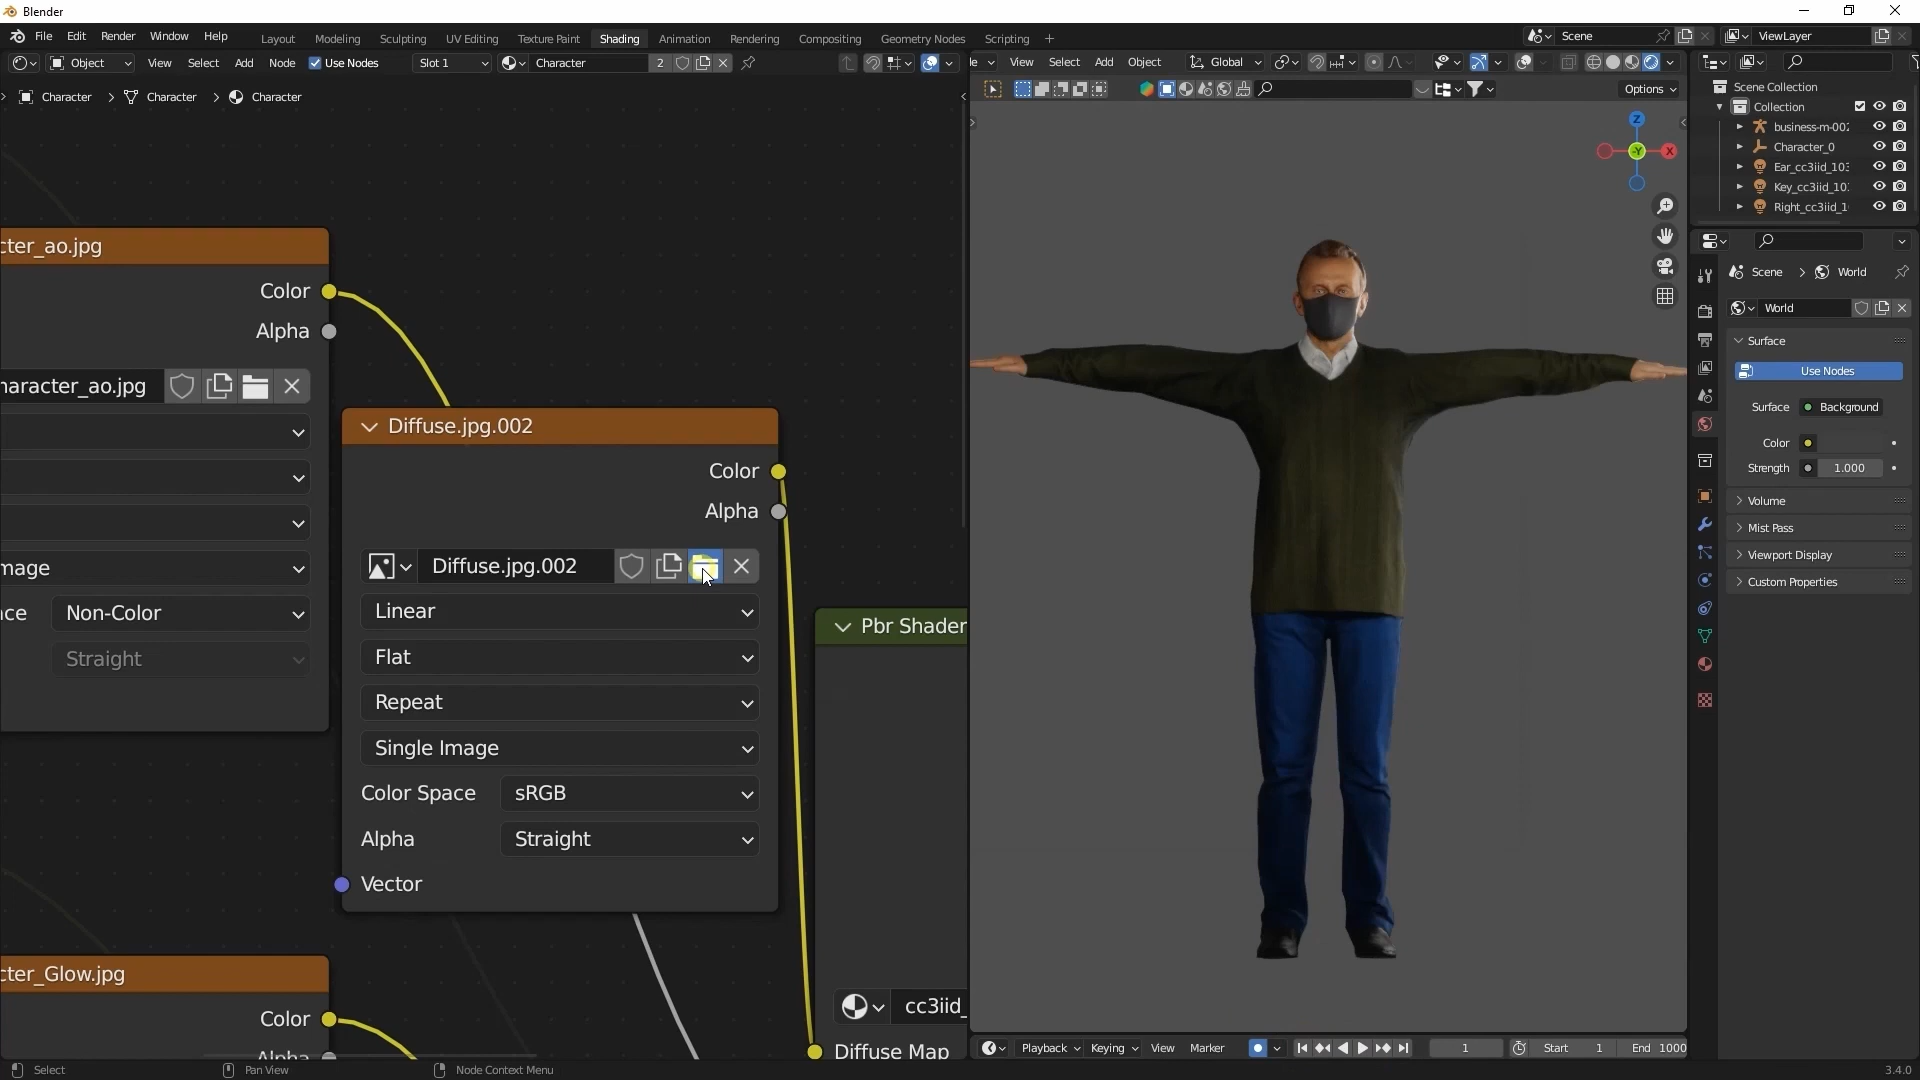 Blender
File Edit Render Window Help
Layout Modeling Sculpting UV Editing Texture Paint Shading Animation Rendering Compositing Geometry Nodes Scripting +
Scene
ViewLayer
Object View Select Add Node Use Nodes Slot 1 Character 2
View Select Add Object Global
Character > Character > Character
Options
Scene Collection
Collection
business-m-002
Character_0
Ear_cc3iid_103
Key_cc3iid_10
Right_cc3iid_1
Z
-Y
X
cter_ao.jpg
Color
Alpha
haracter_ao.jpg
mage
ce Non-Color
Straight
cter_Glow.jpg
Color
Alpha
Diffuse.jpg.002
Color
Alpha
Diffuse.jpg.002
Linear
Flat
Repeat
Single Image
Color Space sRGB
Alpha Straight
Vector
Pbr Shader
cc3iid_
Diffuse Map
Scene > World
World
Surface
Use Nodes
Surface Background
Color
Strength 1.000
Volume
Mist Pass
Viewport Display
Custom Properties
Playback Keying View Marker 1 Start 1 End 1000
Select Pan View Node Context Menu 3.4.0